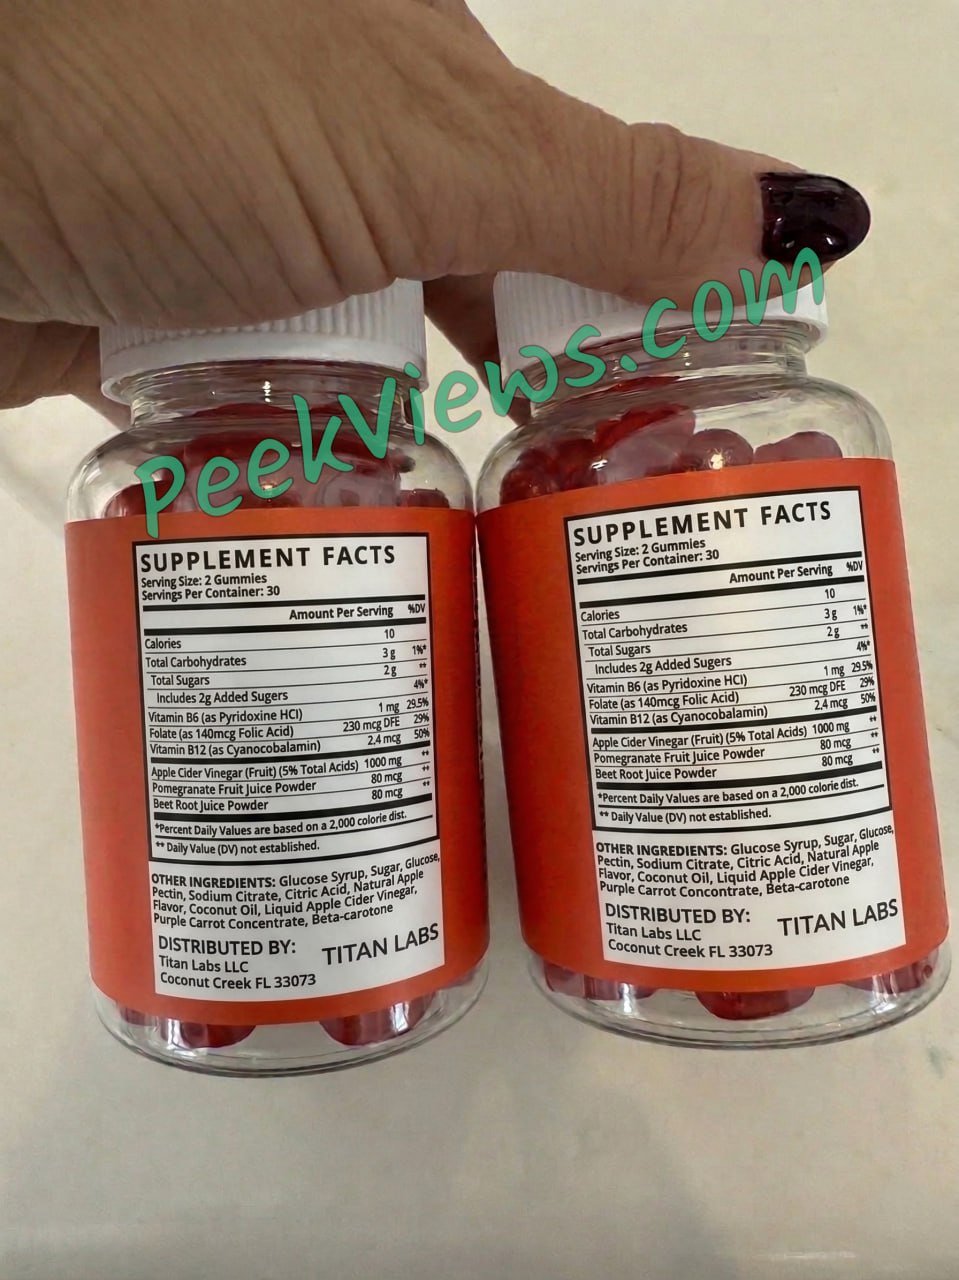 PeekViews.com
SUPPLEMENT FACTS
Serving Size: 2 Gummies
Servings Per Container: 30
Amount Per Serving %DV
Calories 10
Total Carbohydrates 3 g 1%*
Total Sugars 2 g **
Includes 2g Added Sugers 4%*
Vitamin B6 (as Pyridoxine HCI) 1 mg 29.5%
Folate (as 140mcg Folic Acid) 230 mcg DFE 29%
Vitamin B12 (as Cyanocobalamin) 2.4 mcg 50%
Apple Cider Vinegar (Fruit) (5% Total Acids) 1000 mg **
Pomegranate Fruit Juice Powder 80 mcg **
Beet Root Juice Powder 80 mcg **
*Percent Daily Values are based on a 2,000 calorie dist.
** Daily Value (DV) not established.
OTHER INGREDIENTS: Glucose Syrup, Sugar, Glucose,
Pectin, Sodium Citrate, Citric Acid, Natural Apple
Flavor, Coconut Oil, Liquid Apple Cider Vinegar,
Purple Carrot Concentrate, Beta-carotone
DISTRIBUTED BY:
Titan Labs LLC
Coconut Creek FL 33073
TITAN LABS
SUPPLEMENT FACTS
Serving Size: 2 Gummies
Servings Per Container: 30
Amount Per Serving %DV
Calories 10
Total Carbohydrates 3 g 1%*
Total Sugars 2 g **
Includes 2g Added Sugers 4%*
Vitamin B6 (as Pyridoxine HCI) 1 mg 29.5%
Folate (as 140mcg Folic Acid) 230 mcg DFE 29%
Vitamin B12 (as Cyanocobalamin) 2.4 mcg 50%
Apple Cider Vinegar (Fruit) (5% Total Acids) 1000 mg **
Pomegranate Fruit Juice Powder 80 mcg **
Beet Root Juice Powder 80 mcg **
*Percent Daily Values are based on a 2,000 calorie dist.
** Daily Value (DV) not established.
OTHER INGREDIENTS: Glucose Syrup, Sugar, Glucose,
Pectin, Sodium Citrate, Citric Acid, Natural Apple
Flavor, Coconut Oil, Liquid Apple Cider Vinegar,
Purple Carrot Concontrate, Beta-carotone
DISTRIBUTED BY:
Titan Labs LLC
Coconut Creek FL 33073
TITAN LABS